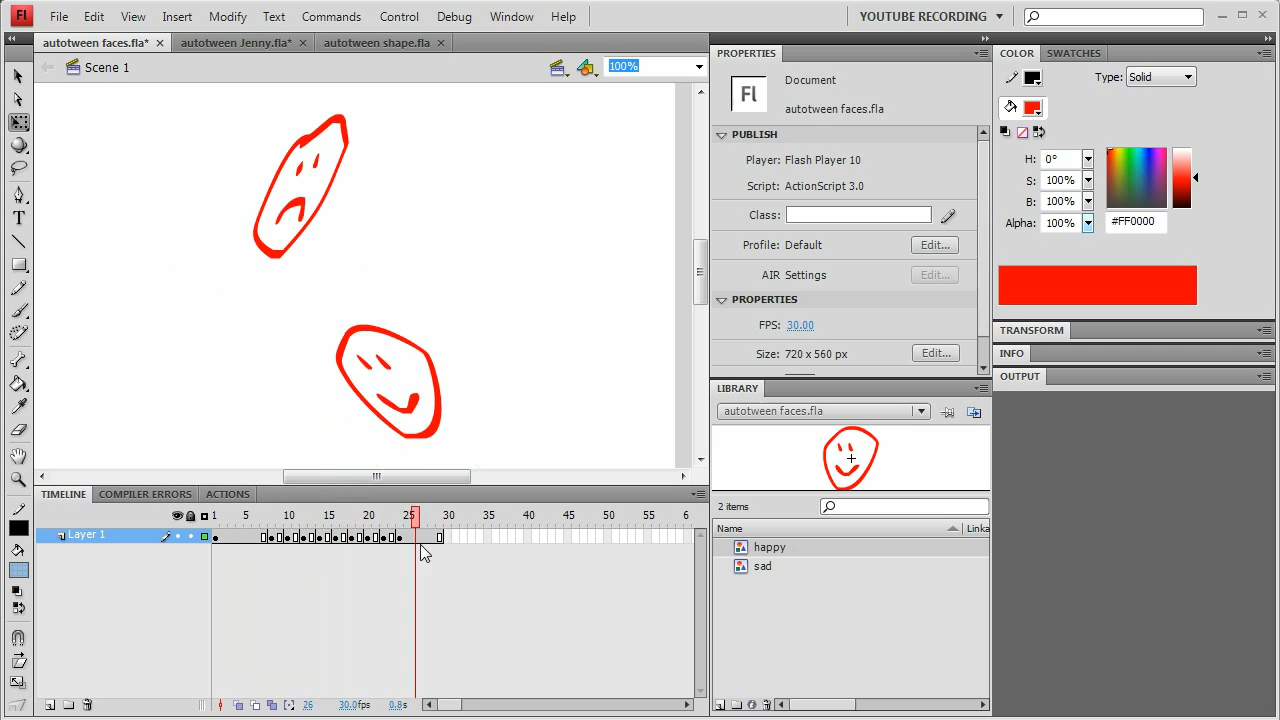 Fl File Edit View Insert Modify Text Commands Control Debug Window Help YOUTUBE RECORDING
autotween faces.fla* autotween Jenny.fla* autotween shape.fla
Scene 1 100%
PROPERTIES
Fl Document
autotween faces.fla
PUBLISH
Player: Flash Player 10
Script: ActionScript 3.0
Class:
Profile: Default Edit...
AIR Settings Edit...
PROPERTIES
FPS: 30.00
Size: 720 x 560 px Edit...
COLOR SWATCHES
Type: Solid
H: 0°
S: 100%
B: 100%
Alpha: 100% #FF0000
TRANSFORM
INFO
OUTPUT
LIBRARY
autotween faces.fla
2 items
Name Linka
happy
sad
TIMELINE COMPILER ERRORS ACTIONS
1 5 10 15 20 25 30 35 40 45 50 55 6
Layer 1
26 30.0fps 0.8s